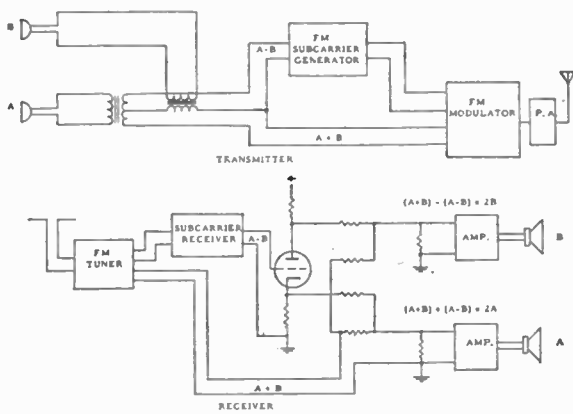 B
A-B
FM
SUBCARRIER
GENERATOR
A
FM
MODULATOR
P.A
A + B
TRANSMITTER
(A+B) - (A-B) = 2B
SUBCARRIER
RECEIVER
A-B
AMP.
B
FM
TUNER
(A+B) + (A-B) = 2A
AMP.
A
A + B
RECEIVER